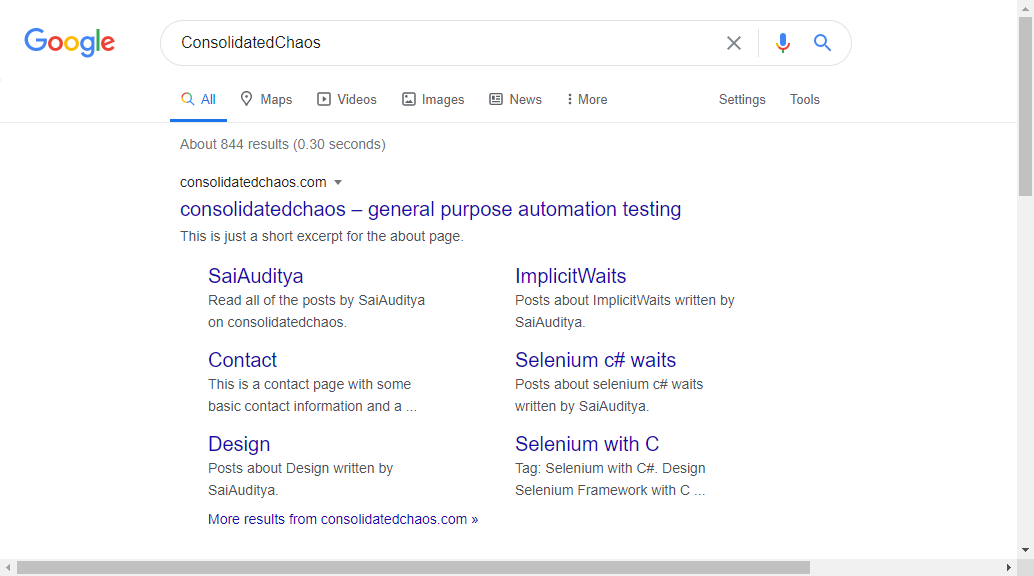 Google
ConsolidatedChaos
All Maps Videos Images News More Settings Tools
About 844 results (0.30 seconds)
consolidatedchaos.com
consolidatedchaos – general purpose automation testing
This is just a short excerpt for the about page.
SaiAuditya
Read all of the posts by SaiAuditya
on consolidatedchaos.
ImplicitWaits
Posts about ImplicitWaits written by
SaiAuditya.
Contact
This is a contact page with some
basic contact information and a ...
Selenium c# waits
Posts about selenium c# waits
written by SaiAuditya.
Design
Posts about Design written by
SaiAuditya.
Selenium with C
Tag: Selenium with C#. Design
Selenium Framework with C ...
More results from consolidatedchaos.com »